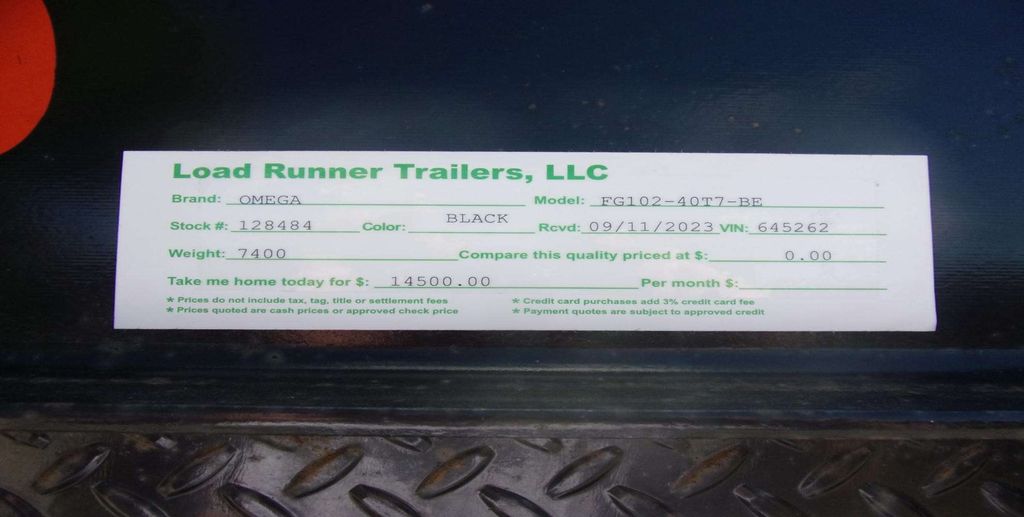 Load Runner Trailers, LLC
Brand: OMEGA Model: FG102-40T7-BE
Stock #: 128484 Color: BLACK Rcvd: 09/11/2023 VIN: 645262
Weight: 7400 Compare this quality priced at $: 0.00
Take me home today for $: 14500.00 Per month $:
* Prices do not include tax, tag, title or settlement fees * Credit card purchases add 3% credit card fee
* Prices quoted are cash prices or approved check price * Payment quotes are subject to approved credit